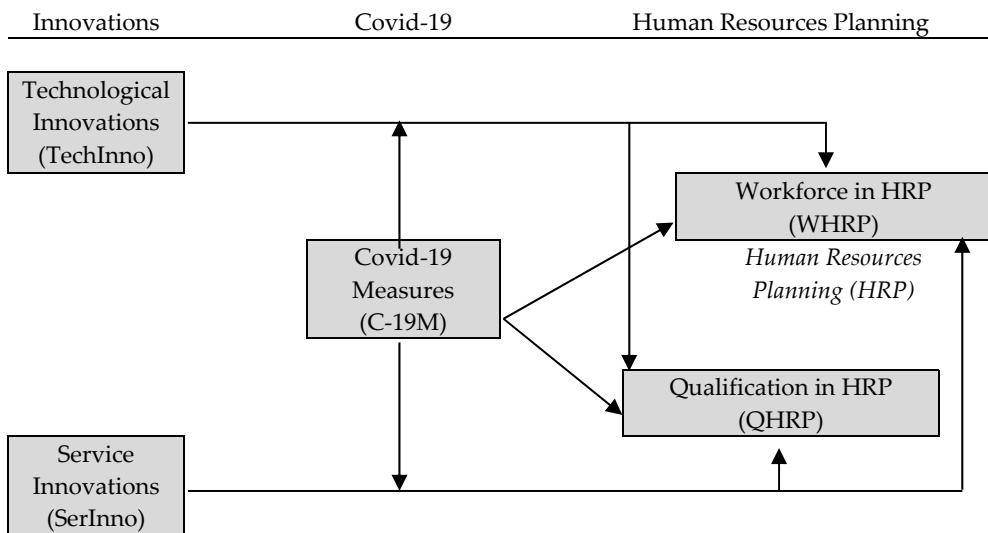 Innovations
Covid-19
Human Resources Planning
Technological
Innovations
(TechInno)
Workforce in HRP
(WHRP)
Human Resources
Planning (HRP)
Covid-19
Measures
(C-19M)
Qualification in HRP
(QHRP)
Service
Innovations
(SerInno)